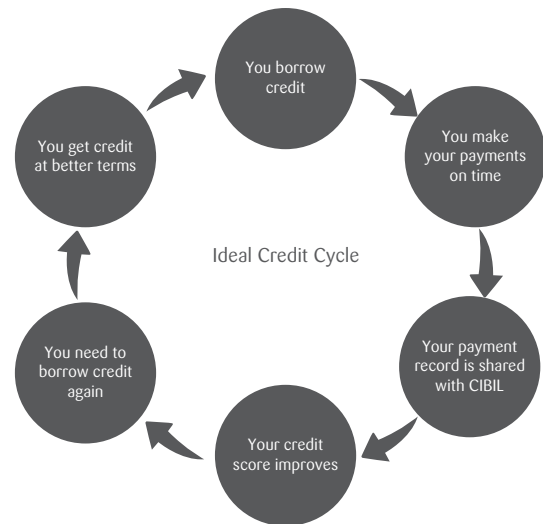 You borrow
credit
You make
your payments
on time
Your payment
record is shared
with CIBIL
Your credit
score improves
You need to
borrow credit
again
You get credit
at better terms
Ideal Credit Cycle